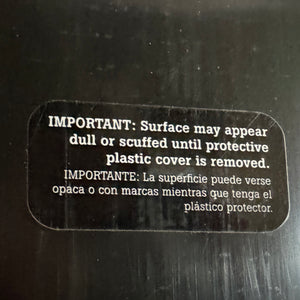 IMPORTANT: Surface may appear
dull or scuffed until protective
plastic cover is removed.
IMPORTANTE: La superficie puede verse
opaca o con marcas mientras que tenga el
plástico protector.